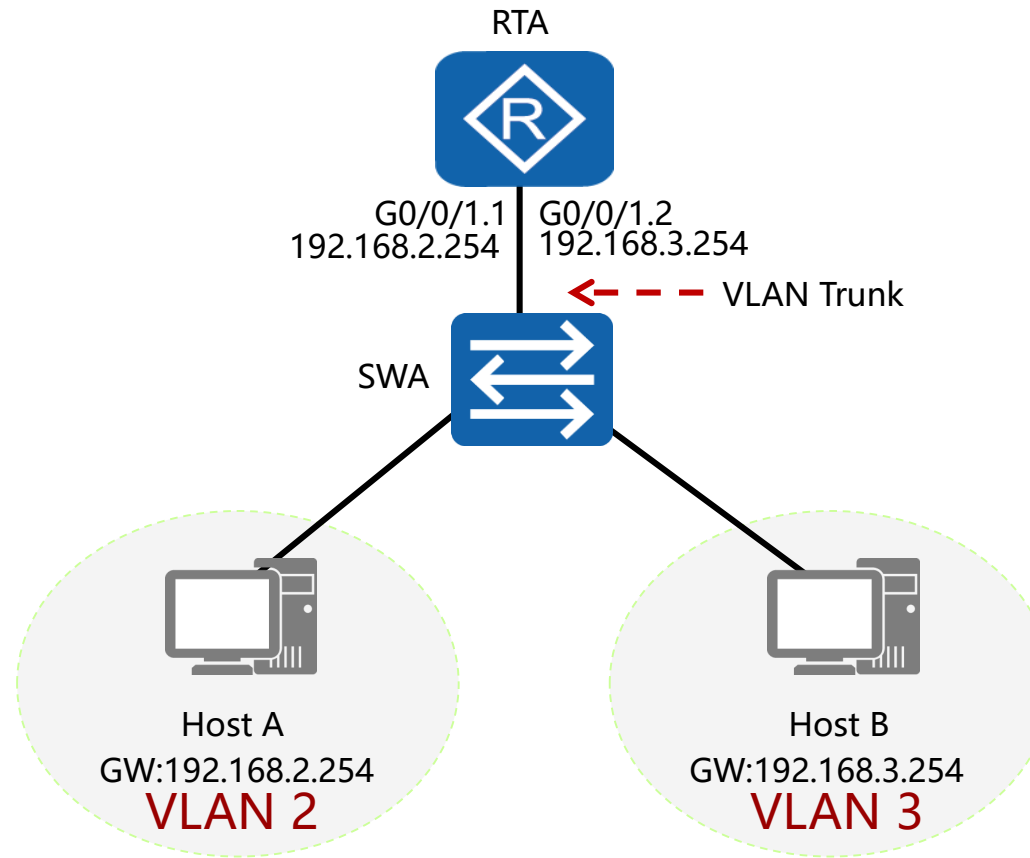 RTA
R
G0/0/1.1
192.168.2.254
G0/0/1.2
192.168.3.254
VLAN Trunk
SWA
Host A
GW:192.168.2.254
VLAN 2
Host B
GW:192.168.3.254
VLAN 3